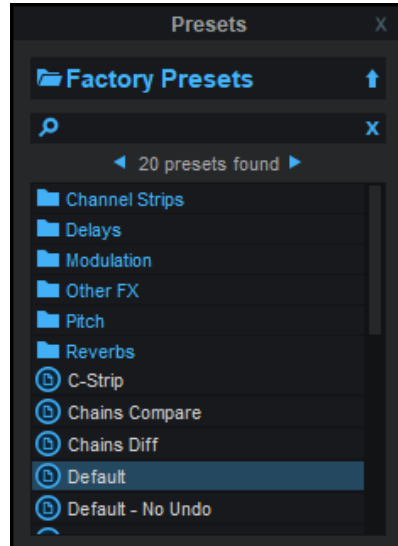 Presets X
Factory Presets
X
20 presets found
Channel Strips
Delays
Modulation
Other FX
Pitch
Reverbs
C-Strip
Chains Compare
Chains Diff
Default
Default - No Undo